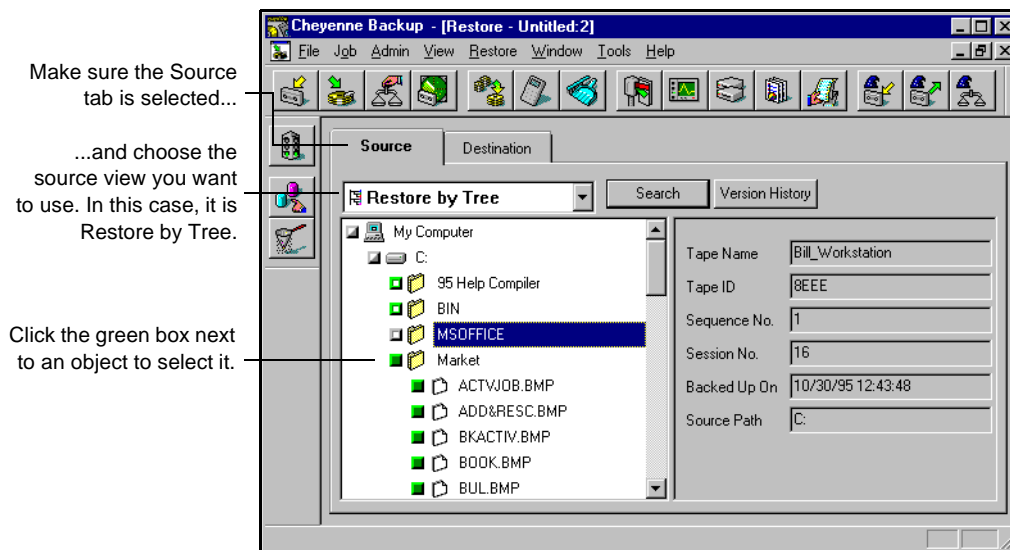 Cheyenne Backup - [Restore - Untitled:2]
File Job Admin View Restore Window Tools Help
Make sure the Source
tab is selected...
...and choose the
source view you want
to use. In this case, it is
Restore by Tree.
Click the green box next
to an object to select it.
Source Destination
Restore by Tree Search Version History
My Computer
C:
95 Help Compiler
BIN
MSOFFICE
Market
ACTVJOB.BMP
ADD&RESC.BMP
BKACTIV.BMP
BOOK.BMP
BUL.BMP
Tape Name Bill_Workstation
Tape ID 8EEE
Sequence No. 1
Session No. 16
Backed Up On 10/30/95 12:43:48
Source Path C: